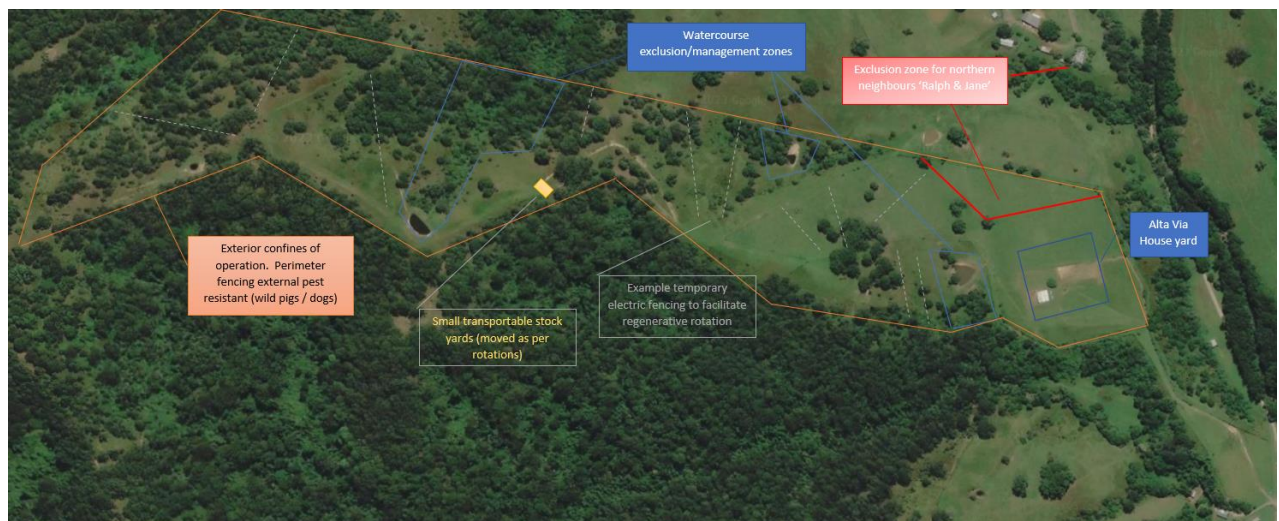 Watercourse
exclusion/management zones
Exclusion zone for northern
neighbours ‘Ralph & Jane’
Alta Via
House yard
Exterior confines of
operation.  Perimeter
fencing external pest
resistant (wild pigs / dogs)
Example temporary
electric fencing to facilitate
regenerative rotation
Small transportable stock
yards (moved as per
rotations)